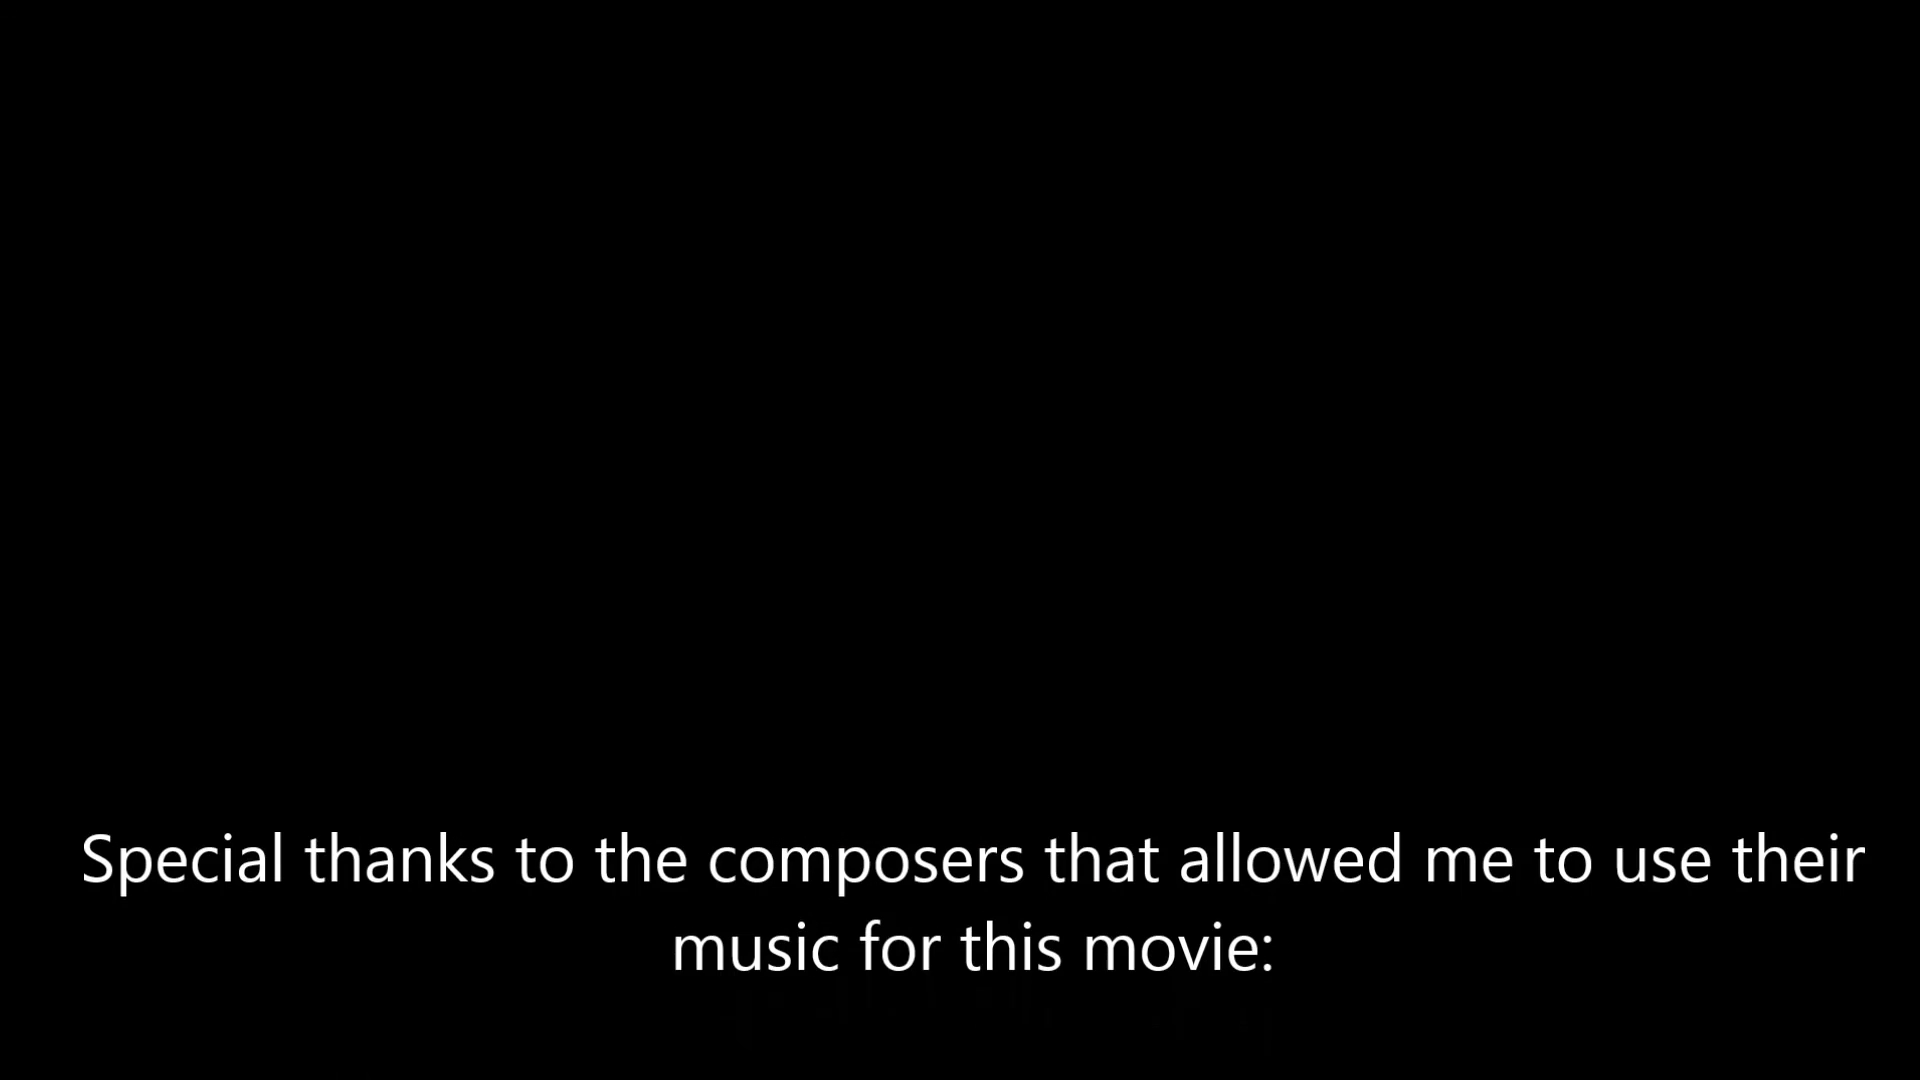 Special thanks to the composers that allowed me to use their
music for this movie: